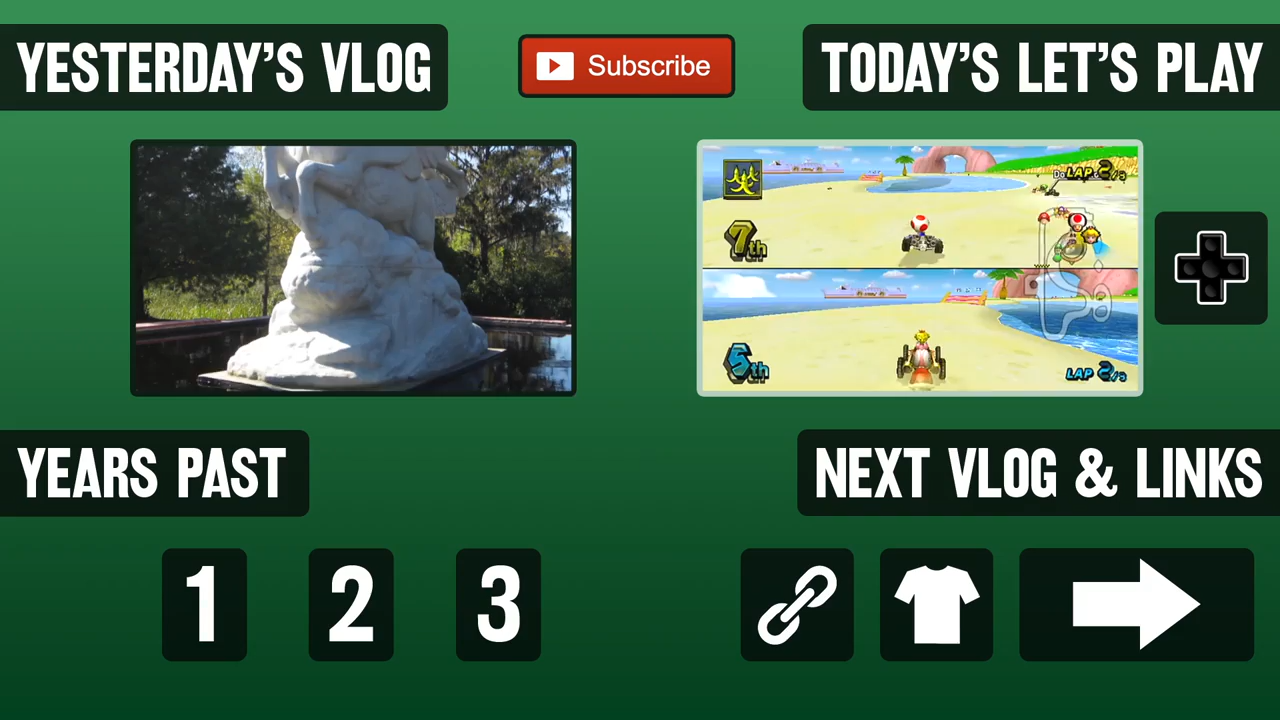 YESTERDAY'S VLOG
Subscribe
TODAY'S LET'S PLAY
LAP 2/3
7th
5th
LAP 2/3
YEARS PAST
NEXT VLOG & LINKS
1 2 3